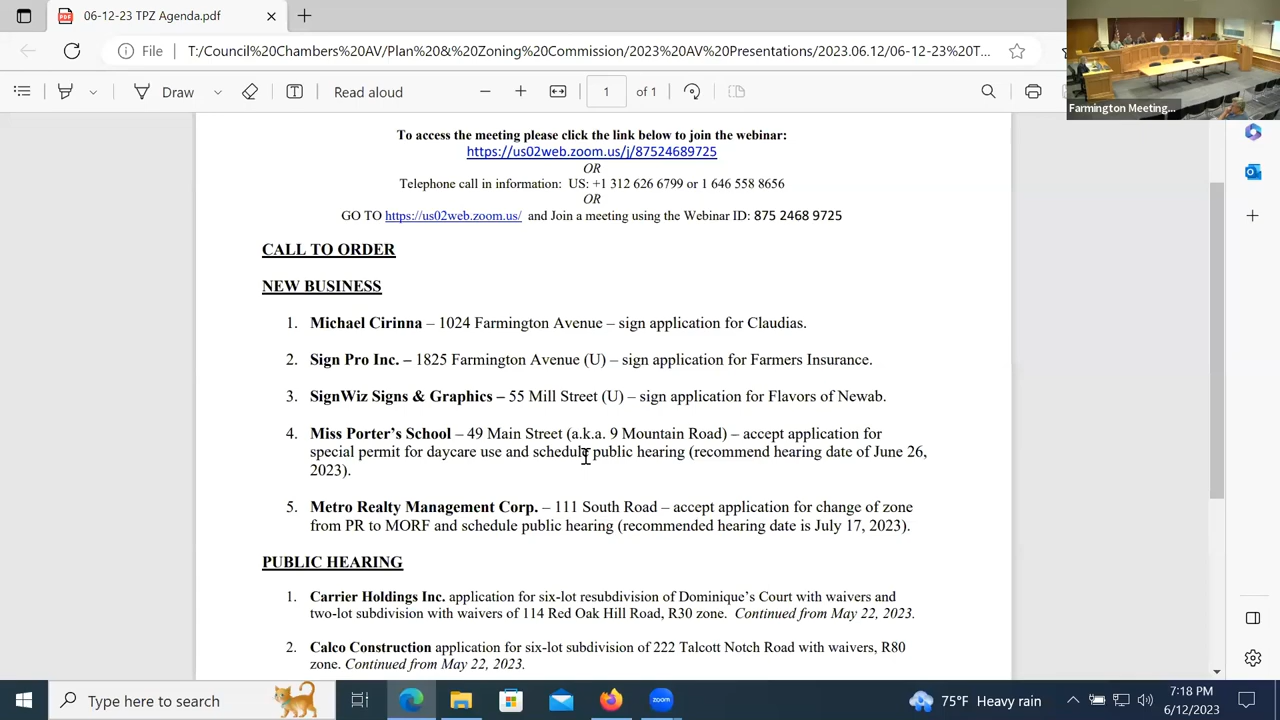 06-12-23 TPZ Agenda.pdf
File
T:/Council%20Chambers%20AV/Plan%20&%20Zoning%20Commission/2023%20AV%20Presentations/2023.06.12/06-12-23%20T...
Draw
Read aloud
1 of 1
Farmington Meeting...
To access the meeting please click the link below to join the webinar:
https://us02web.zoom.us/j/87524689725
OR
Telephone call in information: US: +1 312 626 6799 or 1 646 558 8656
OR
GO TO https://us02web.zoom.us/ and Join a meeting using the Webinar ID: 875 2468 9725
CALL TO ORDER
NEW BUSINESS
1. Michael Cirinna – 1024 Farmington Avenue – sign application for Claudias.
2. Sign Pro Inc. – 1825 Farmington Avenue (U) – sign application for Farmers Insurance.
3. SignWiz Signs & Graphics – 55 Mill Street (U) – sign application for Flavors of Newab.
4. Miss Porter's School – 49 Main Street (a.k.a. 9 Mountain Road) – accept application for
special permit for daycare use and schedule public hearing (recommend hearing date of June 26,
2023).
5. Metro Realty Management Corp. – 111 South Road – accept application for change of zone
from PR to MORF and schedule public hearing (recommended hearing date is July 17, 2023).
PUBLIC HEARING
1. Carrier Holdings Inc. application for six-lot resubdivision of Dominique's Court with waivers and
two-lot subdivision with waivers of 114 Red Oak Hill Road, R30 zone. Continued from May 22, 2023.
2. Calco Construction application for six-lot subdivision of 222 Talcott Notch Road with waivers, R80
zone. Continued from May 22, 2023.
Type here to search
zoom
75°F Heavy rain
7:18 PM
6/12/2023